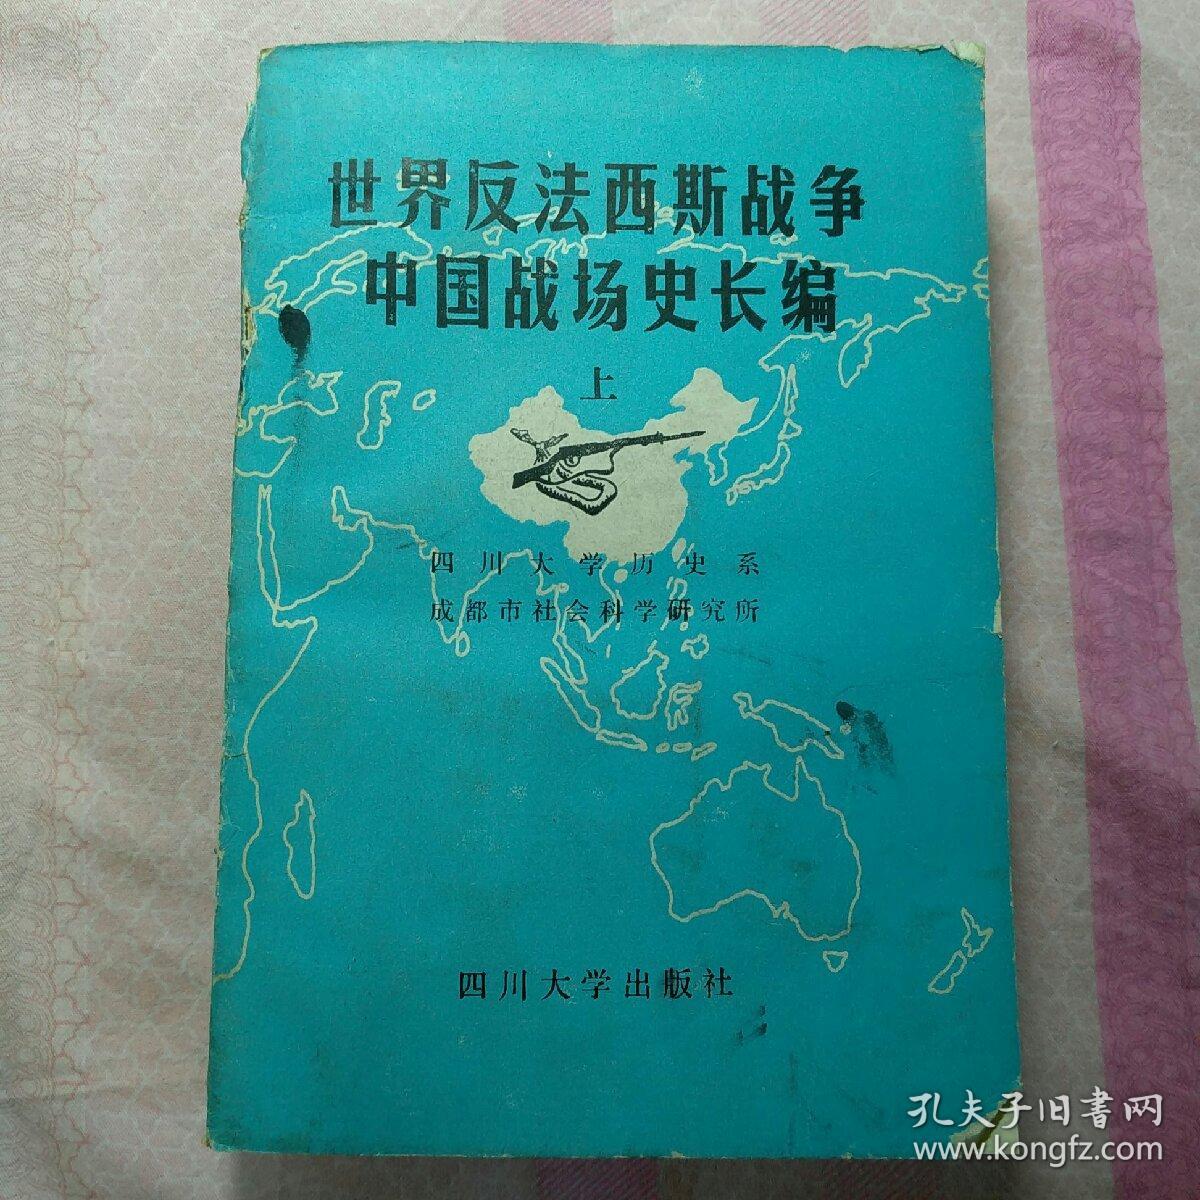 世界反法西斯战争
中国战场史长编
上
四川大学历史系
成都市社会科学研究所
四川大学出版社
孔夫子旧書网
www.kongfz.com